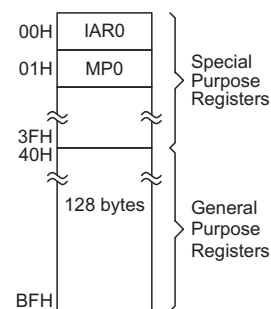 00H IAR0
01H MP0
Special
Purpose
Registers
3FH
40H
128 bytes
General
Purpose
Registers
BFH